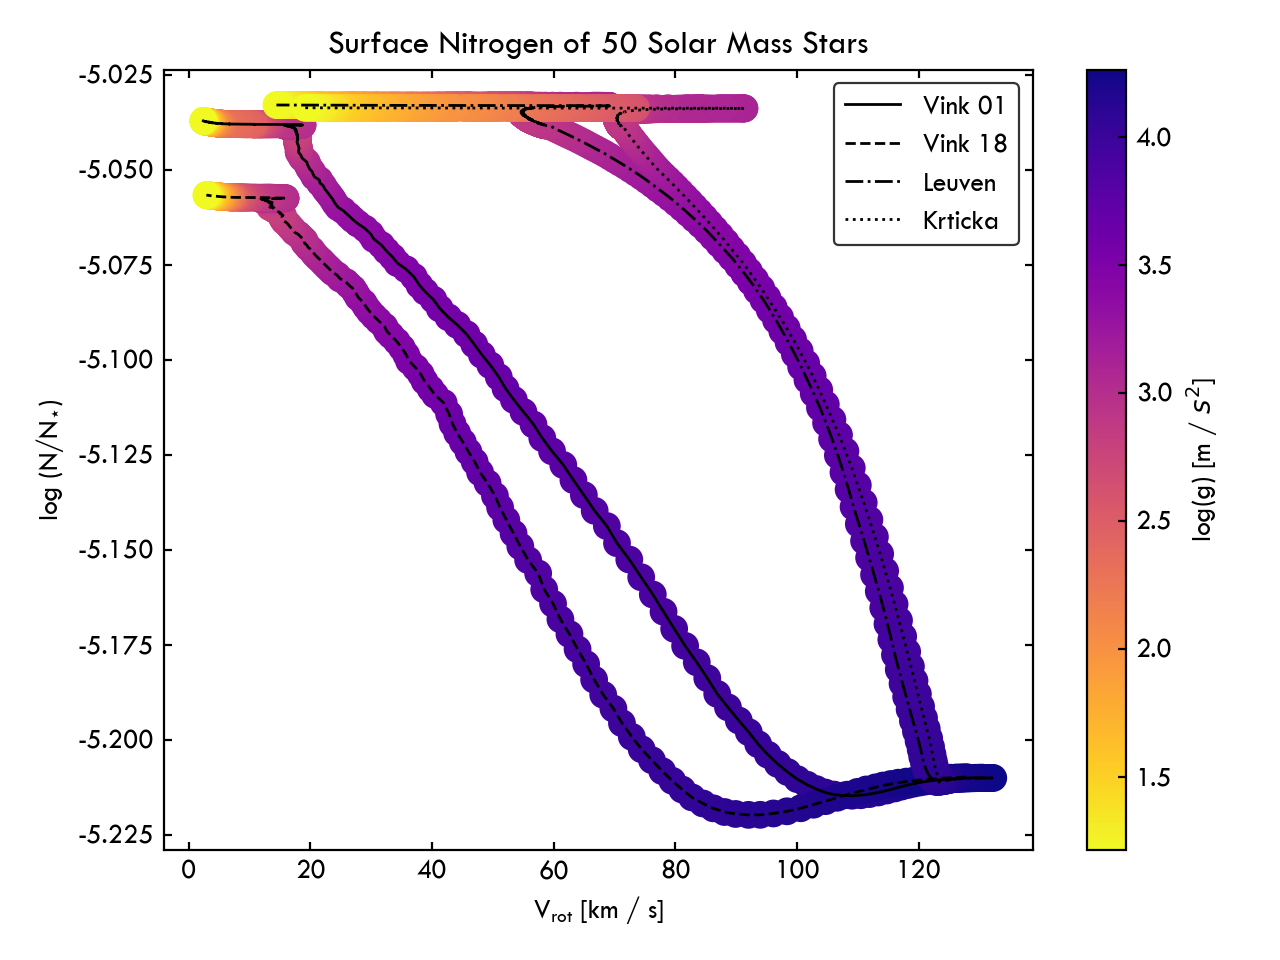 Surface Nitrogen of 50 Solar Mass Stars
-5.025
-5.050
-5.075
-5.100
-5.125
-5.150
-5.175
-5.200
-5.225
log (N/N⋆)
0
20
40
60
80
100
120
V_rot [km / s]
Vink 01
Vink 18
Leuven
Krticka
4.0
3.5
3.0
2.5
2.0
1.5
log(g) [m / s²]